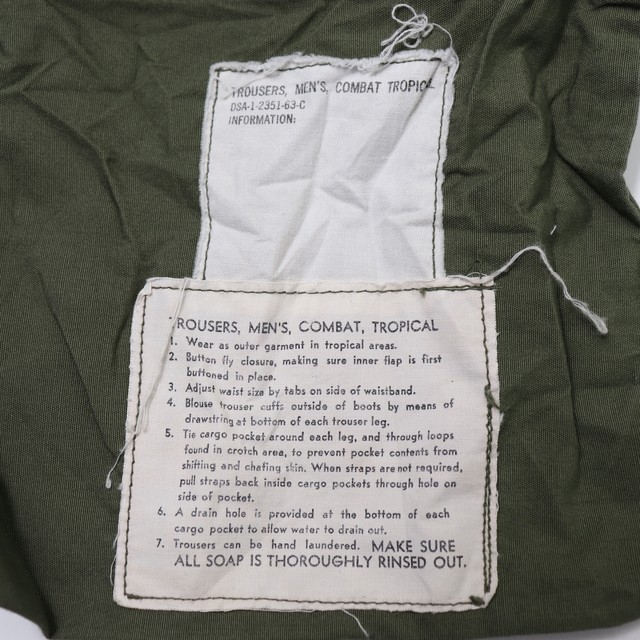 TROUSERS, MEN'S, COMBAT TROPICAL
DSA-1-2351-63-C
INFORMATION:
TROUSERS, MEN'S, COMBAT, TROPICAL
1. Wear as outer garment in tropical areas.
2. Button fly closure, making sure inner flap is first
buttoned in place.
3. Adjust waist size by tabs on side of waistband.
4. Blouse trouser cuffs outside of boots by means of
drawstring at bottom of each trouser leg.
5. Tie cargo pocket around each leg, and through loops
found in crotch area, to prevent pocket contents from
shifting and chafing skin. When straps are not required,
pull straps back inside cargo pockets through hole on
side of pocket.
6. A drain hole is provided at the bottom of each
cargo pocket to allow water to drain out.
7. Trousers can be hand laundered. MAKE SURE
ALL SOAP IS THOROUGHLY RINSED OUT.